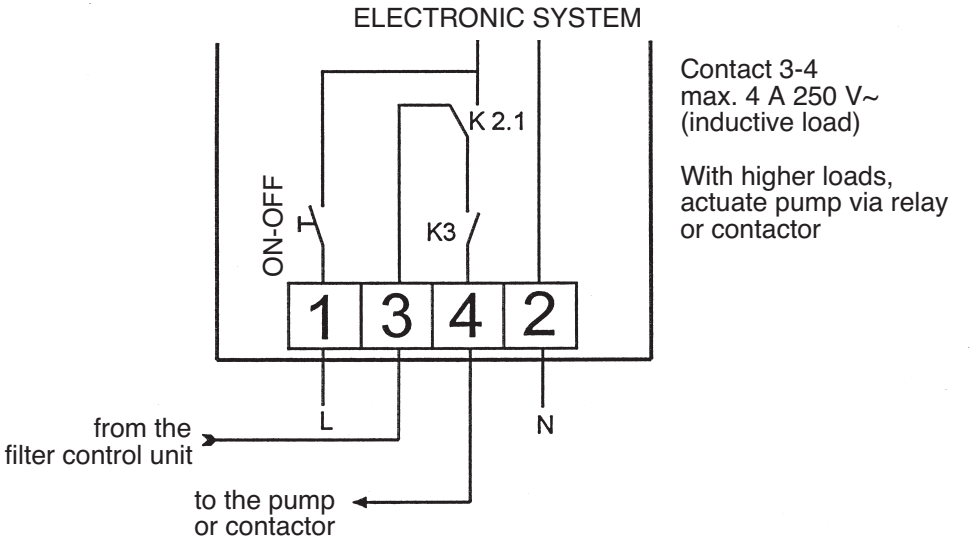 ELECTRONIC SYSTEM
Contact 3-4
max. 4 A 250 V~
(inductive load)
With higher loads,
actuate pump via relay
or contactor
K 2.1
ON-OFF
K3
1 3 4 2
L
N
from the
filter control unit
to the pump
or contactor